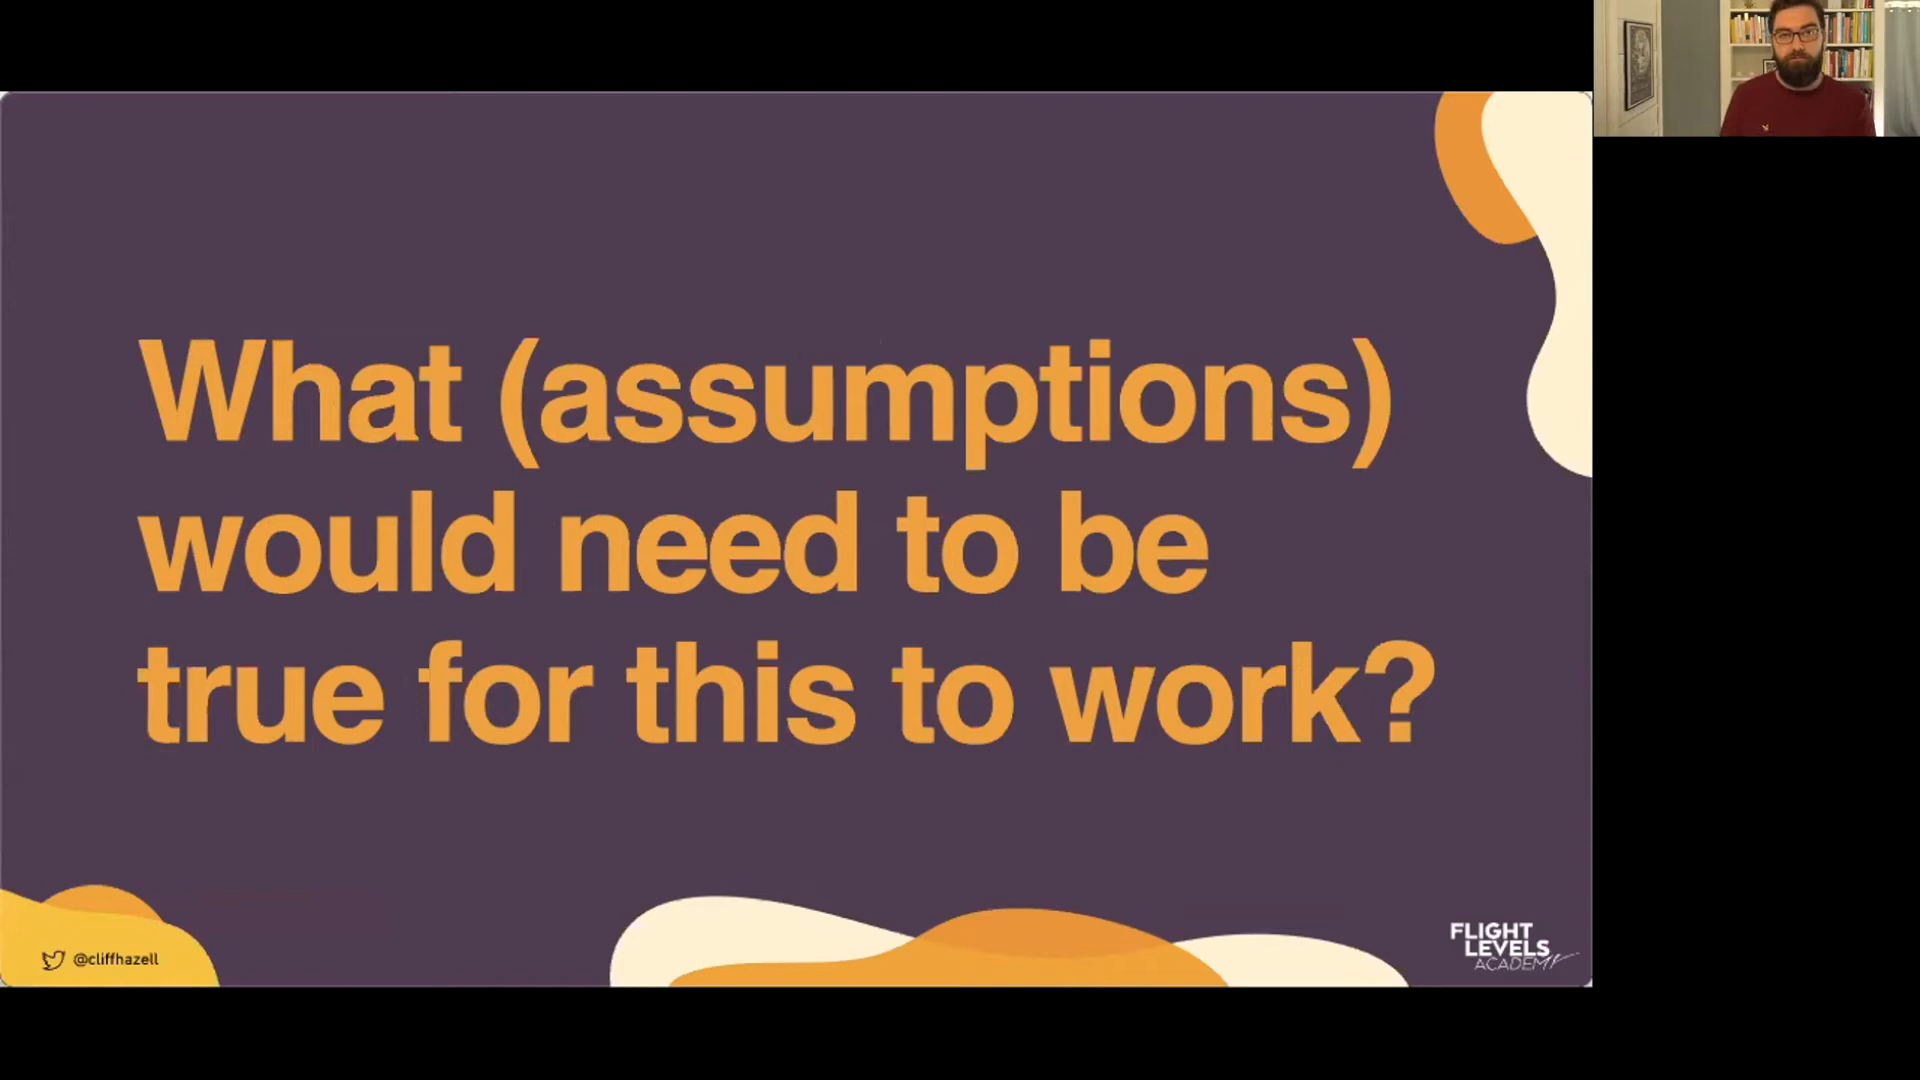 What (assumptions)
would need to be
true for this to work?
@cliffhazell
FLIGHT
LEVELS
ACADEMY